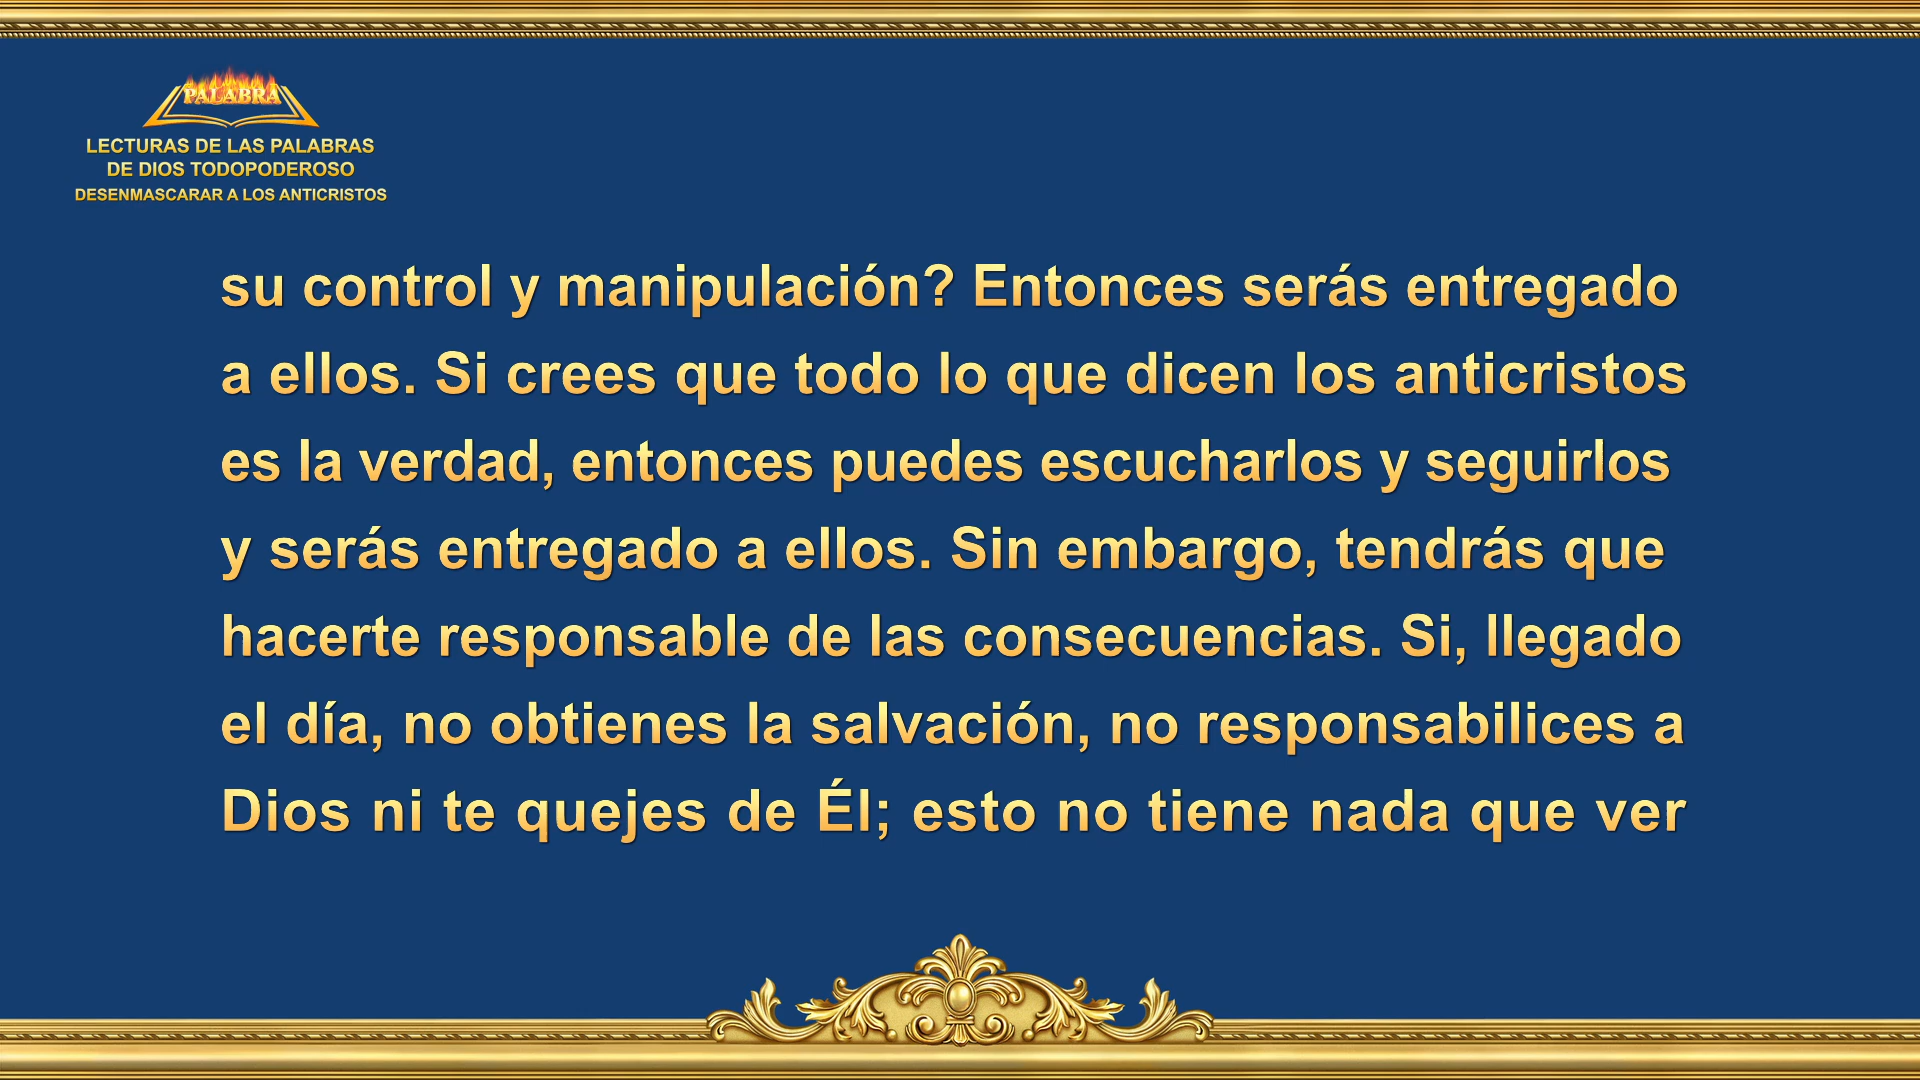 PALABRA
LECTURAS DE LAS PALABRAS
DE DIOS TODOPODEROSO
DESENMASCARAR A LOS ANTICRISTOS
su control y manipulación? Entonces serás entregado
a ellos. Si crees que todo lo que dicen los anticristos
es la verdad, entonces puedes escucharlos y seguirlos
y serás entregado a ellos. Sin embargo, tendrás que
hacerte responsable de las consecuencias. Si, llegado
el día, no obtienes la salvación, no responsabilices a
Dios ni te quejes de Él; esto no tiene nada que ver